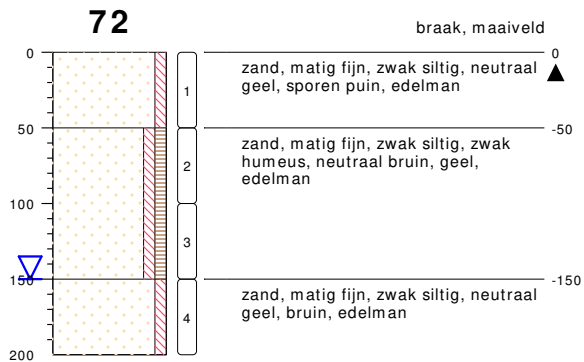 72
braak, maaiveld
0
0
zand, matig fijn, zwak siltig, neutraal
geel, sporen puin, edelman
1
50
-50
zand, matig fijn, zwak siltig, zwak
humeus, neutraal bruin, geel,
edelman
2
100
3
150
-150
zand, matig fijn, zwak siltig, neutraal
geel, bruin, edelman
4
200